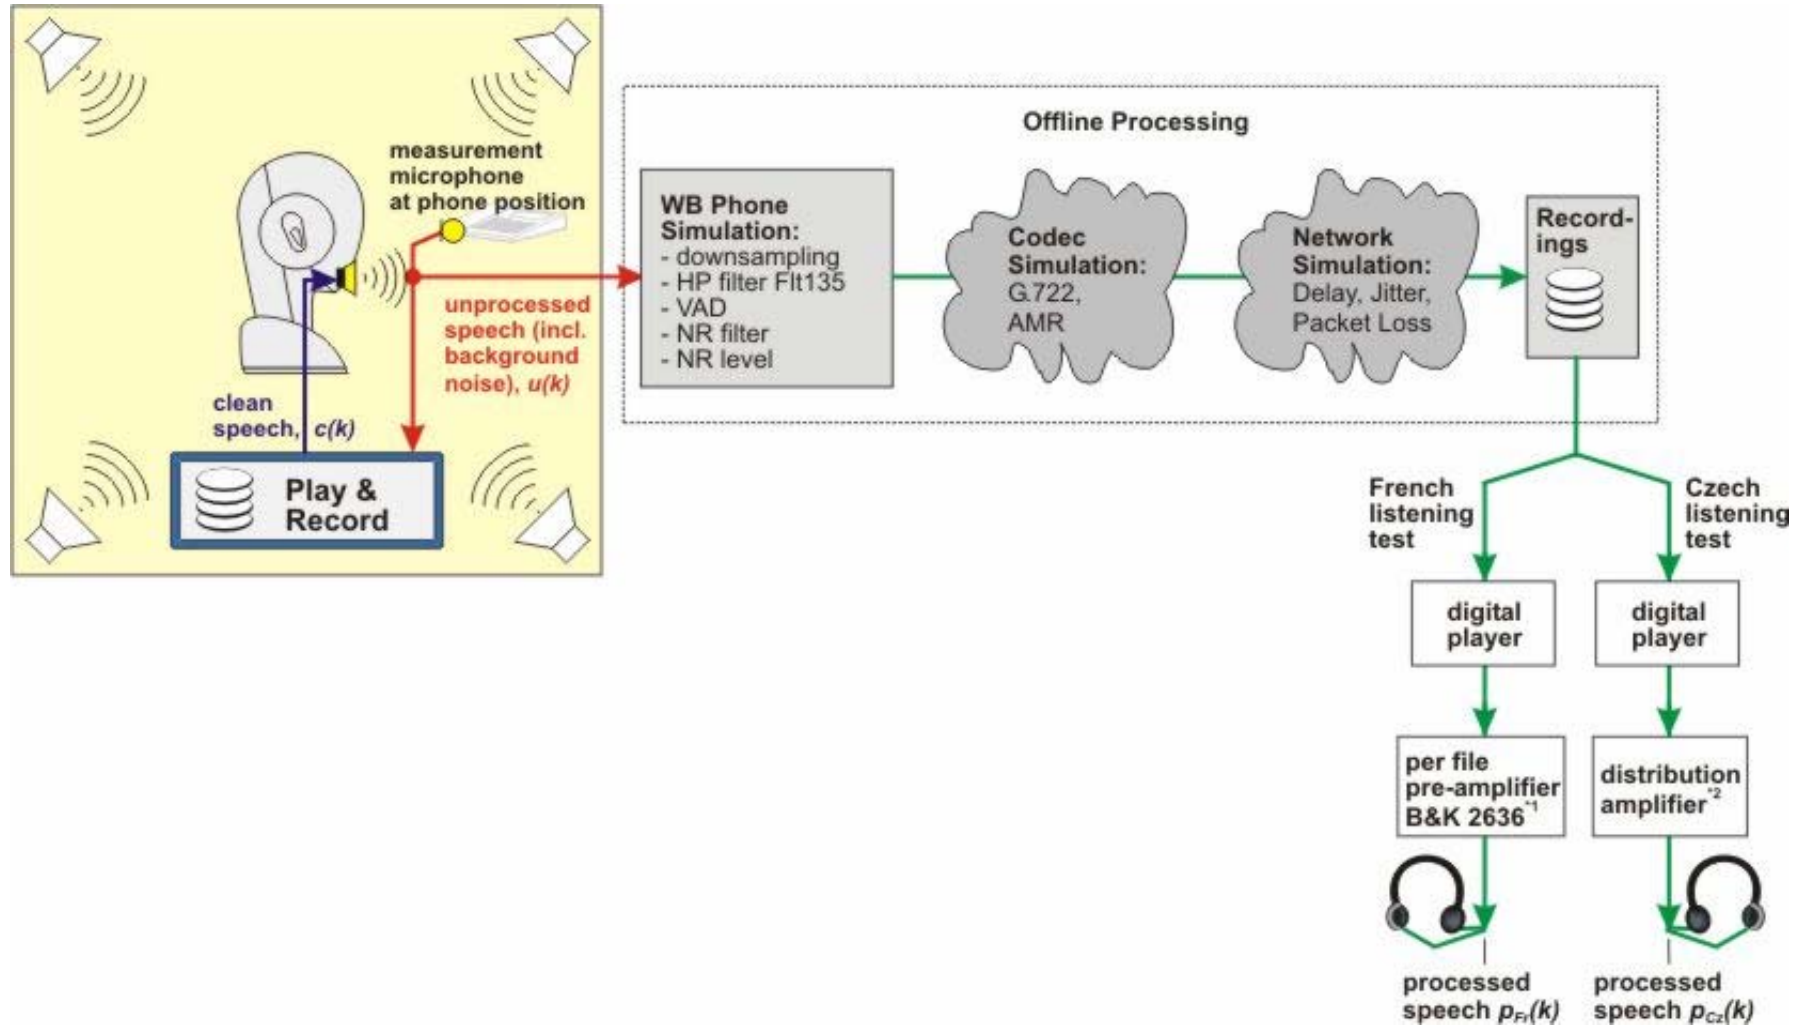 measurement
microphone
at phone position
unprocessed
speech (incl.
background
noise), u(k)
clean
speech, c(k)
Play &
Record
Offline Processing
WB Phone
Simulation:
- downsampling
- HP filter Flt135
- VAD
- NR filter
- NR level
Codec
Simulation:
G.722,
AMR
Network
Simulation:
Delay, Jitter,
Packet Loss
Record-
ings
French
listening
test
Czech
listening
test
digital
player
digital
player
per file
pre-amplifier
B&K 2636*1
distribution
amplifier*2
processed
speech pFr(k)
processed
speech pCz(k)